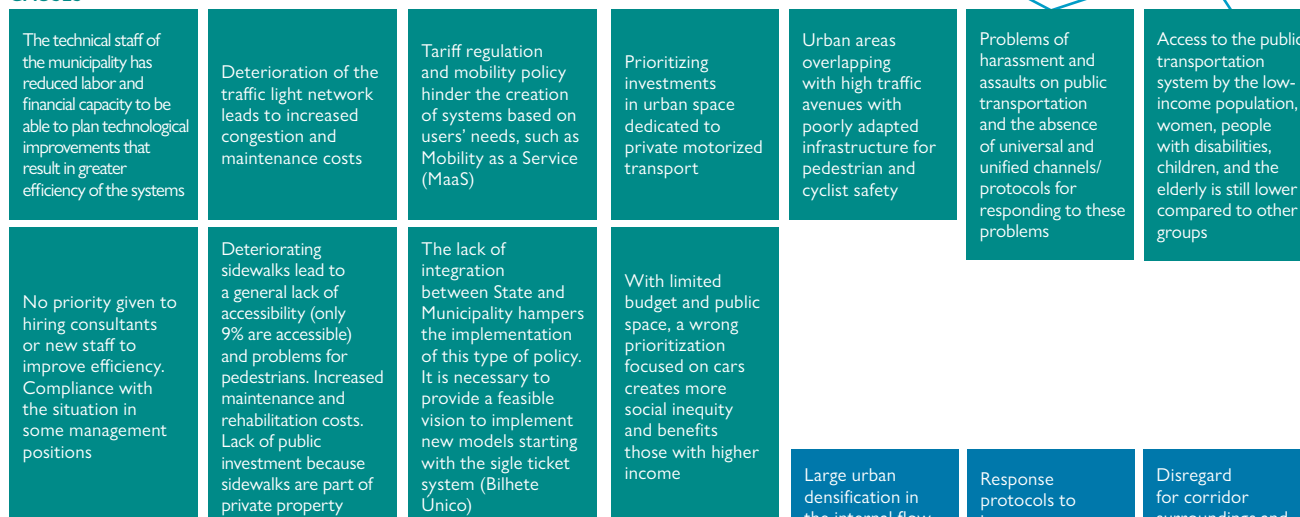 The technical staff of
the municipality has
reduced labor and
financial capacity to be
able to plan technological
improvements that
result in greater
efficiency of the systems
Deterioration of the
traffic light network
leads to increased
congestion and
maintenance costs
Tariff regulation
and mobility policy
hinder the creation
of systems based on
users' needs, such as
Mobility as a Service
(MaaS)
Prioritizing
investments
in urban space
dedicated to
private motorized
transport
Urban areas
overlapping
with high traffic
avenues with
poorly adapted
infrastructure for
pedestrian and
cyclist safety
Problems of
harassment and
assaults on public
transportation
and the absence
of universal and
unified channels/
protocols for
responding to these
problems
Access to the public
transportation
system by the low-
income population,
women, people
with disabilities,
children, and the
elderly is still lower
compared to other
groups
No priority given to
hiring consultants
or new staff to
improve efficiency.
Compliance with
the situation in
some management
positions
Deteriorating
sidewalks lead to
a general lack of
accessibility (only
9% are accessible)
and problems for
pedestrians. Increased
maintenance and
rehabilitation costs.
Lack of public
investment because
sidewalks are part of
private property
The lack of
integration
between State and
Municipality hampers
the implementation
of this type of policy.
It is necessary to
provide a feasible
vision to implement
new models starting
with the sigle ticket
system (Bilhete
Único)
With limited
budget and public
space, a wrong
prioritization
focused on cars
creates more
social inequity
and benefits
those with higher
income
Large urban
densification in
the internal flow
Response
protocols to
Disregard
for corridor
surroundings and